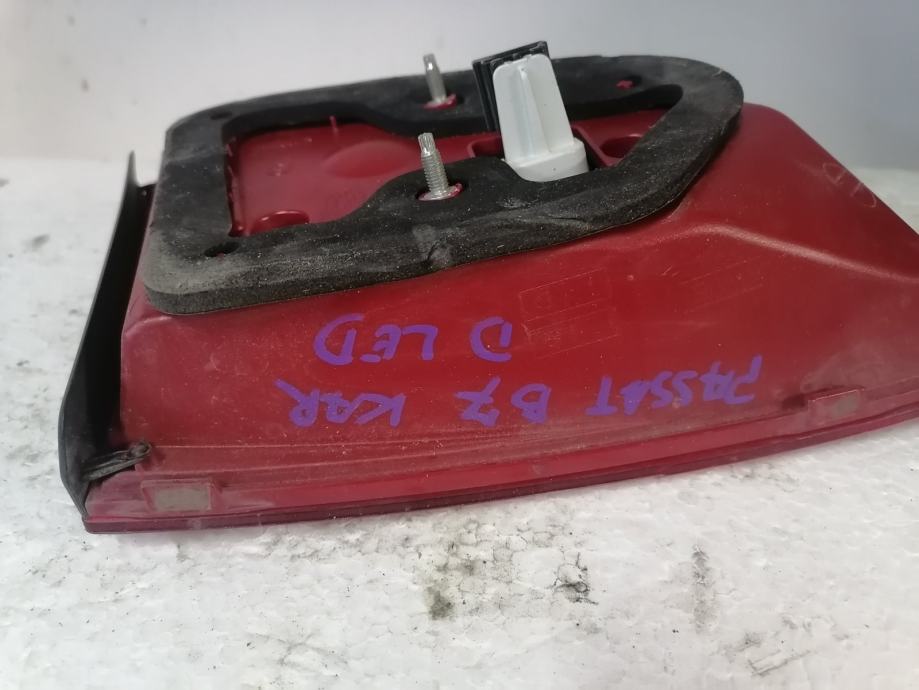 PASSAT B7 KAR
D LED